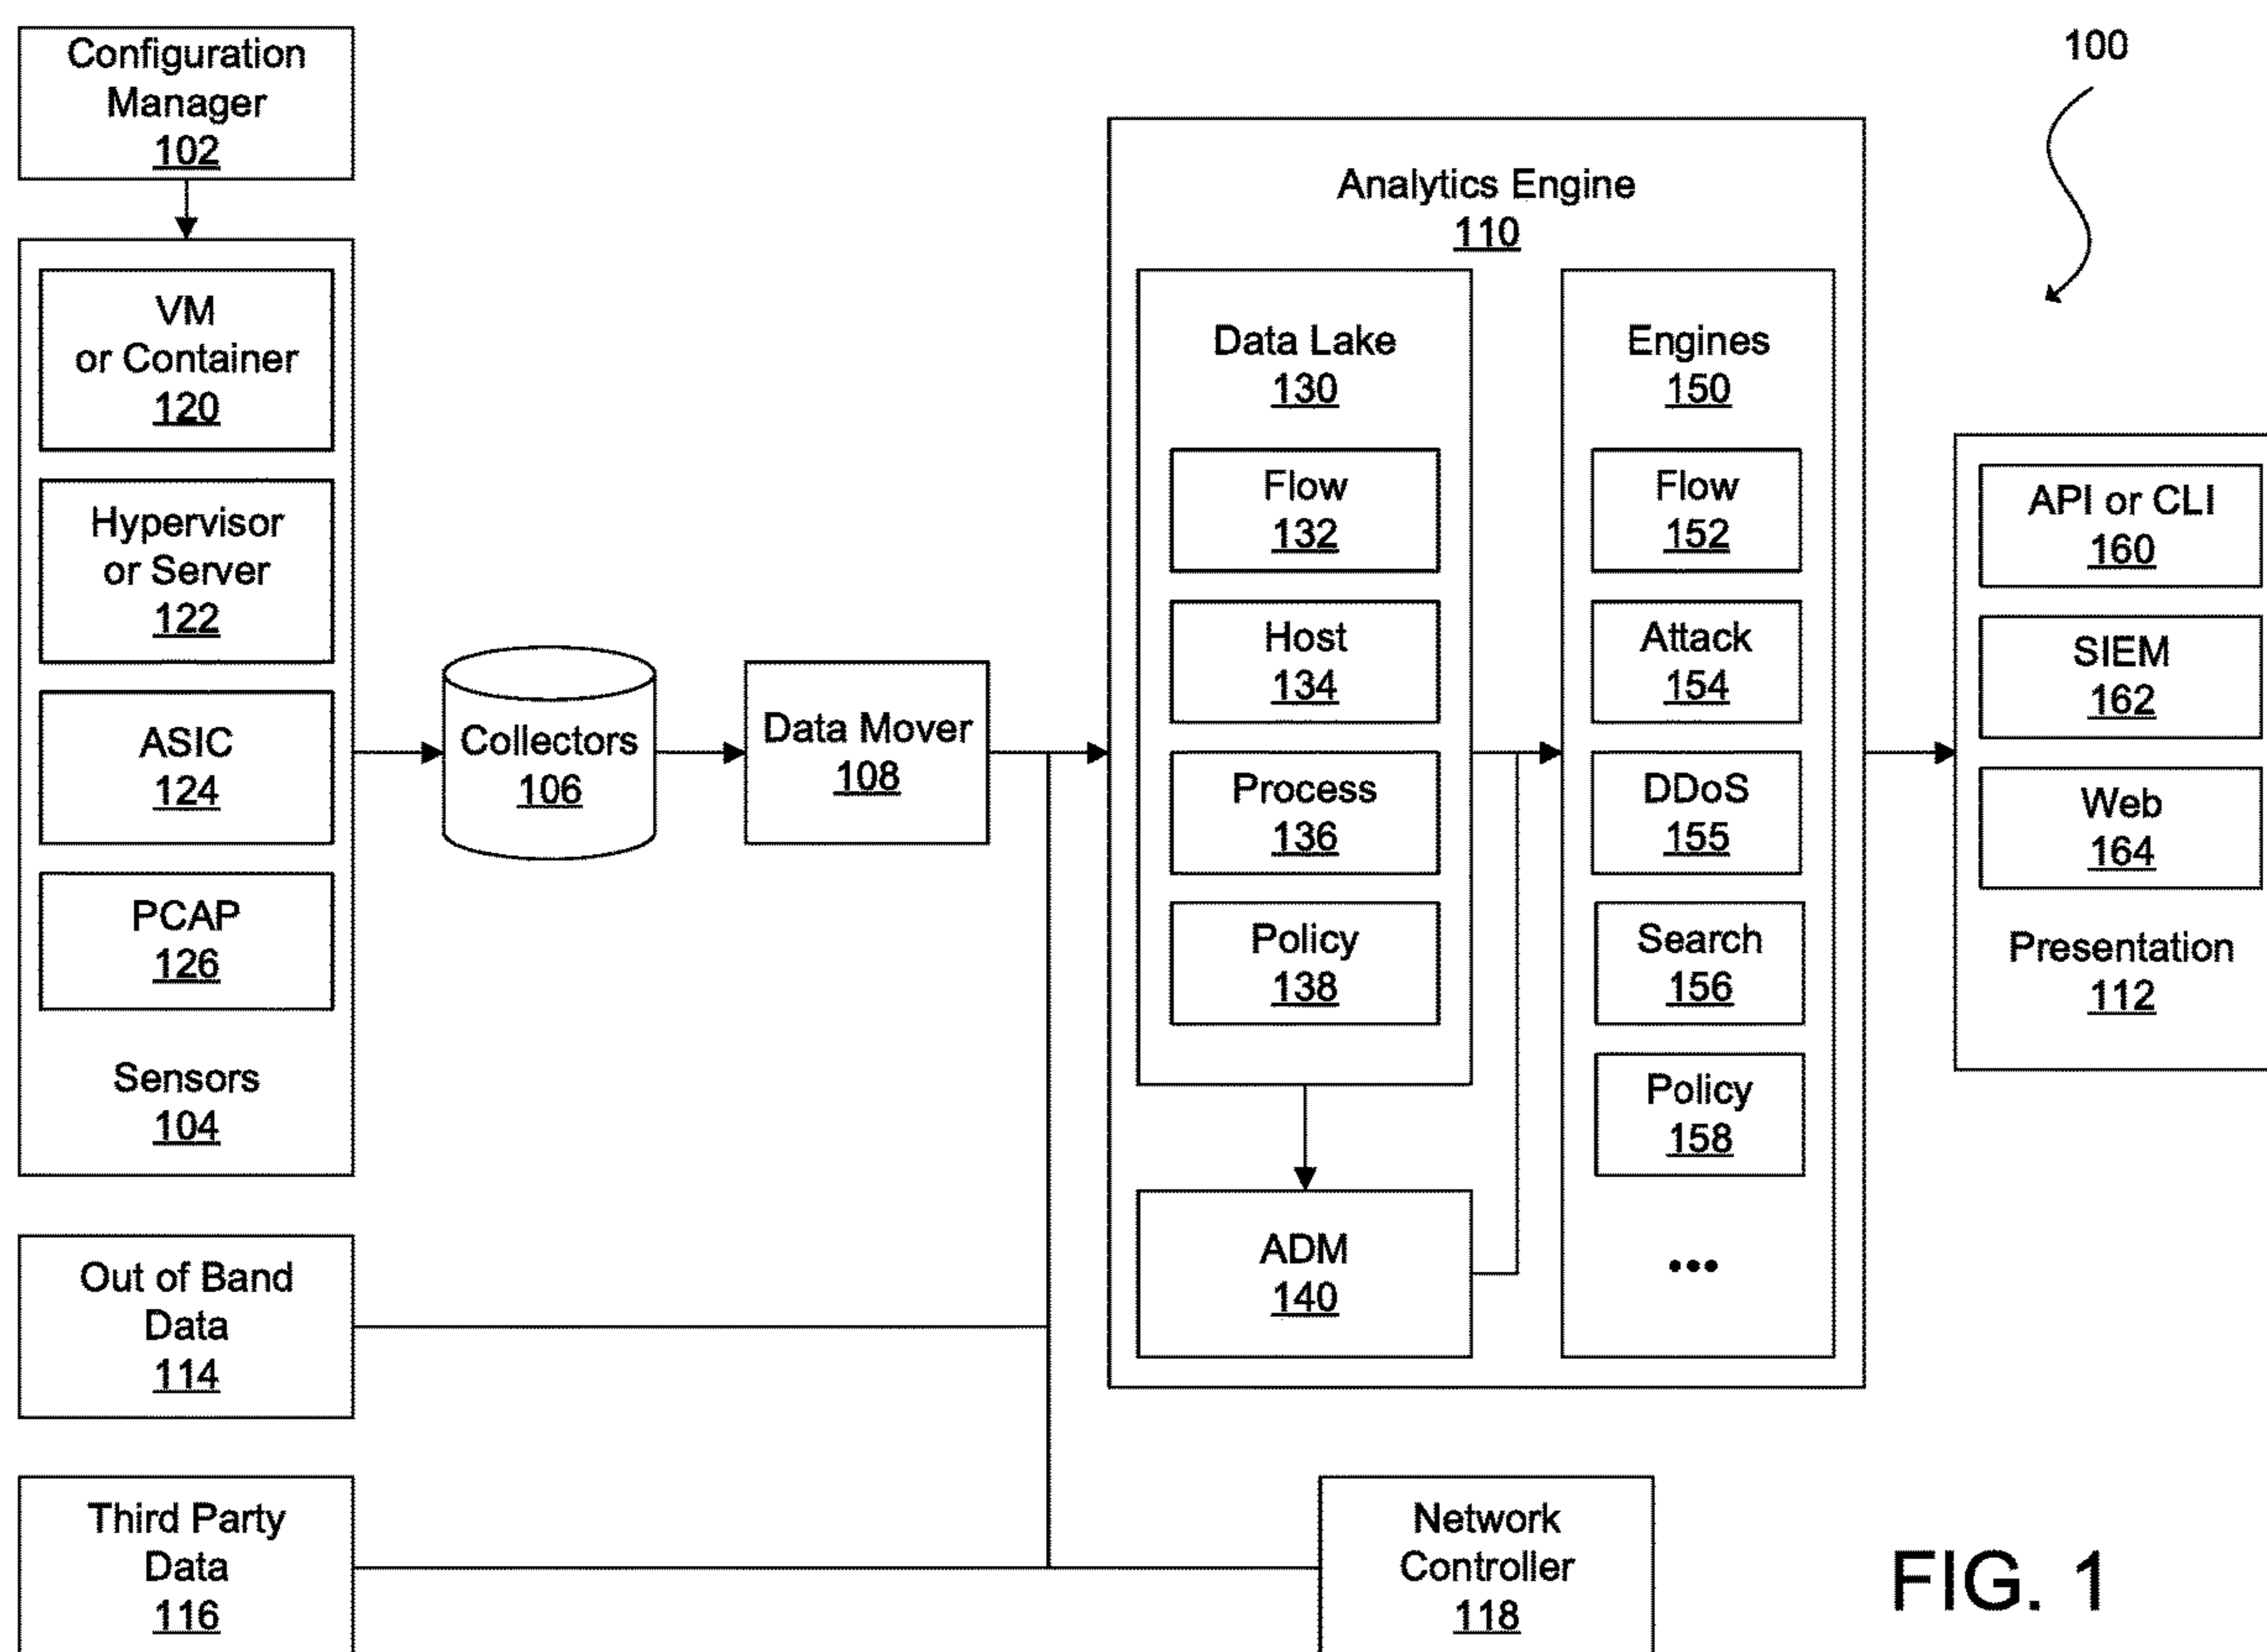 Configuration
Manager
102
100
VM
or Container
120
Hypervisor
or Server
122
ASIC
124
PCAP
126
Sensors
104
Collectors
106
Data Mover
108
Analytics Engine
110
Data Lake
130
Flow
132
Host
134
Process
136
Policy
138
ADM
140
Engines
150
Flow
152
Attack
154
DDoS
155
Search
156
Policy
158
•••
API or CLI
160
SIEM
162
Web
164
Presentation
112
Out of Band
Data
114
Third Party
Data
116
Network
Controller
118
FIG. 1